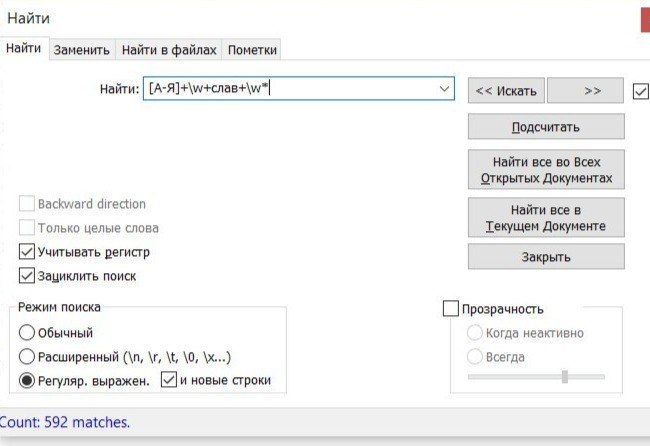 Найти
Найти
Заменить
Найти в файлах
Пометки
Найти: [А-Я]+\w+слав+\w*
<< Искать
>>
Подсчитать
Найти все во Всех
Открытых Документах
Найти все в
Текущем Документе
Закрыть
Backward direction
Только целые слова
Учитывать регистр
Зациклить поиск
Режим поиска
Обычный
Расширенный (\n, \r, \t, \0, \x...)
Регуляр. выражен.
и новые строки
Прозрачность
Когда неактивно
Всегда
Count: 592 matches.